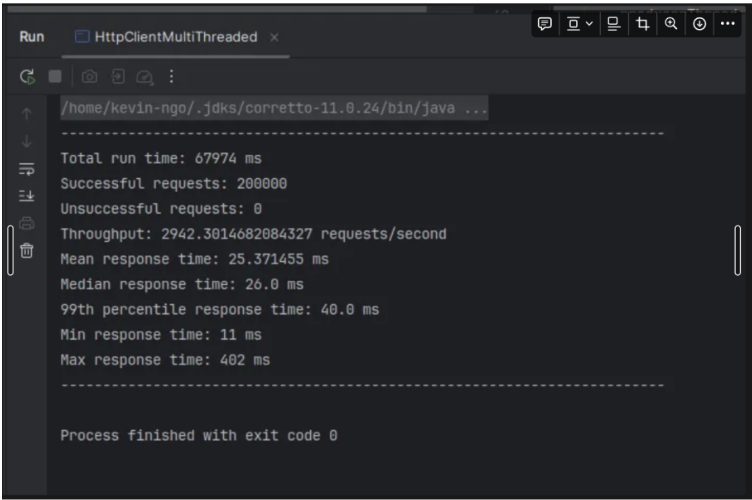 Run HttpClientMultiThreaded
/home/kevin-ngo/.jdks/corretto-11.0.24/bin/java ...
--------------------------------------------------------------------------
Total run time: 67974 ms
Successful requests: 200000
Unsuccessful requests: 0
Throughput: 2942.3014682084327 requests/second
Mean response time: 25.371455 ms
Median response time: 26.0 ms
99th percentile response time: 40.0 ms
Min response time: 11 ms
Max response time: 402 ms
--------------------------------------------------------------------------
Process finished with exit code 0